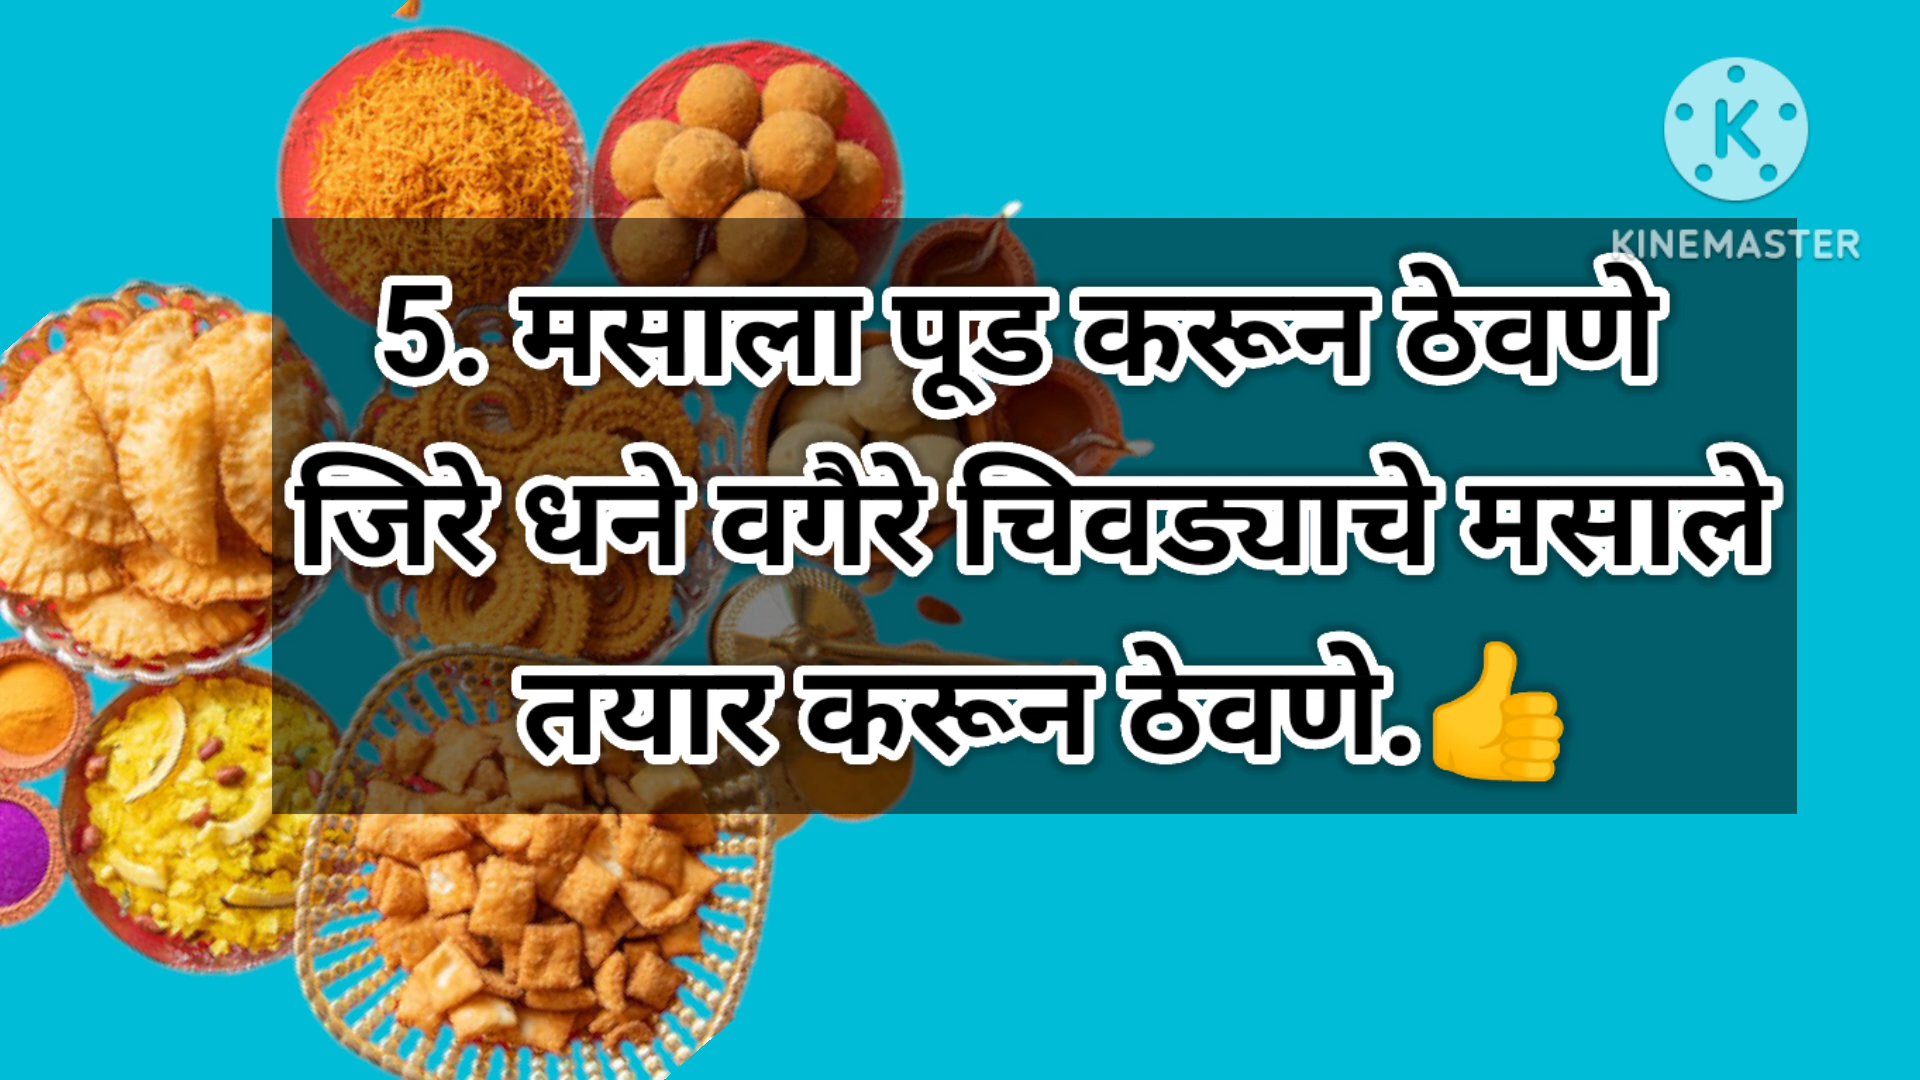 K
KINEMASTER
5. मसाला पूड करून ठेवणे
जिरे धने वगैरे चिवड्याचे मसाले
तयार करून ठेवणे.👍